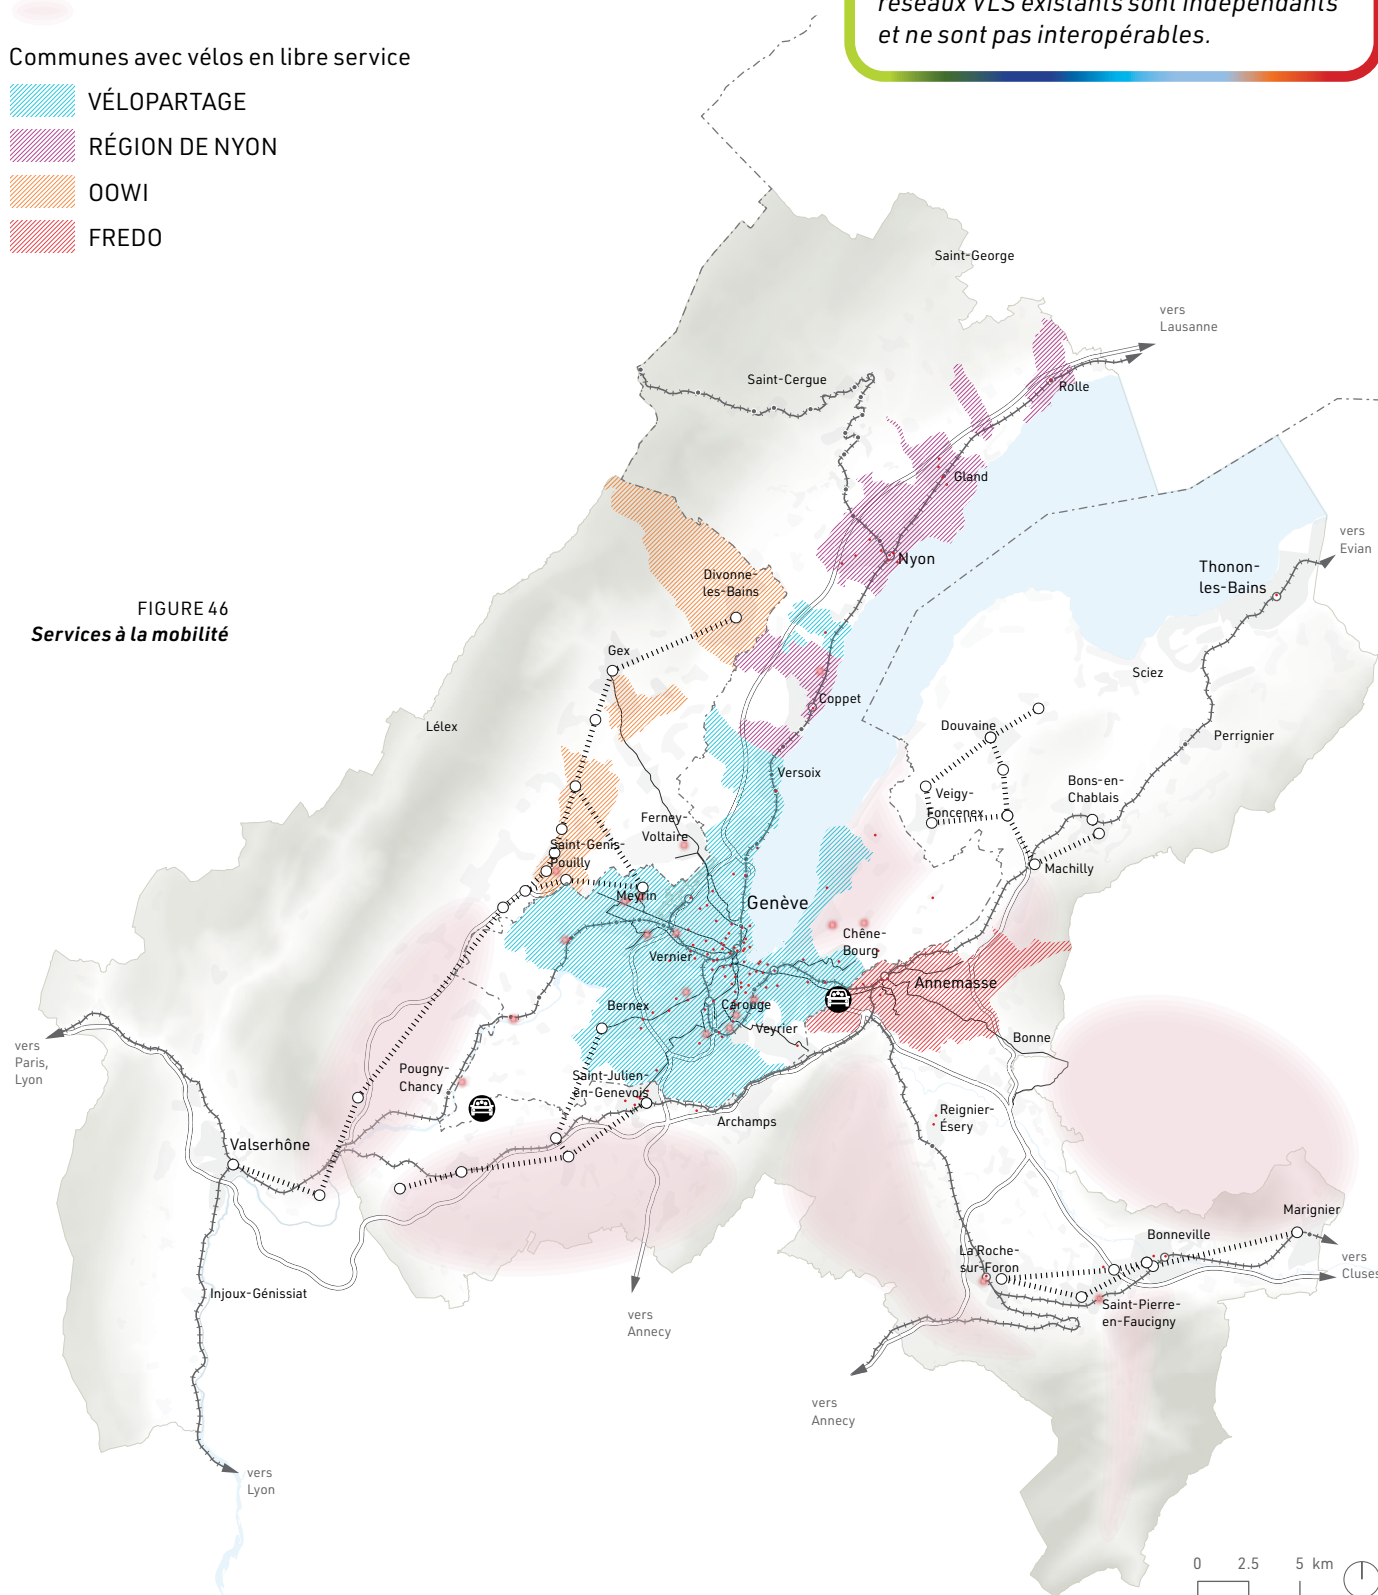 réseaux VLS existants sont indépendants
et ne sont pas interopérables.
Communes avec vélos en libre service
VÉLOPARTAGE
RÉGION DE NYON
OOWI
FREDO
FIGURE 46
Services à la mobilité
Saint-George
vers
Lausanne
Saint-Cergue
Rolle
Gland
Nyon
vers
Evian
Thonon-
les-Bains
Divonne-
les-Bains
Gex
Sciez
Coppet
Lélex
Douvaine
Perrignier
Versoix
Bons-en-
Chablais
Veigy-
Foncenex
Ferney-
Voltaire
Saint-Genis-
Pouilly
Machilly
Meyrin
Genève
Chêne-
Bourg
Vernier
Annemasse
Bernex
Carouge
Veyrier
Bonne
vers
Paris,
Lyon
Pougny-
Chancy
Saint-Julien-
en-Genevois
Reignier-
Ésery
Archamps
Valserhône
Marignier
Bonneville
La Roche-
sur-Foron
vers
Cluses
Injoux-Génissiat
Saint-Pierre-
en-Faucigny
vers
Annecy
vers
Annecy
vers
Lyon
0 2.5 5 km